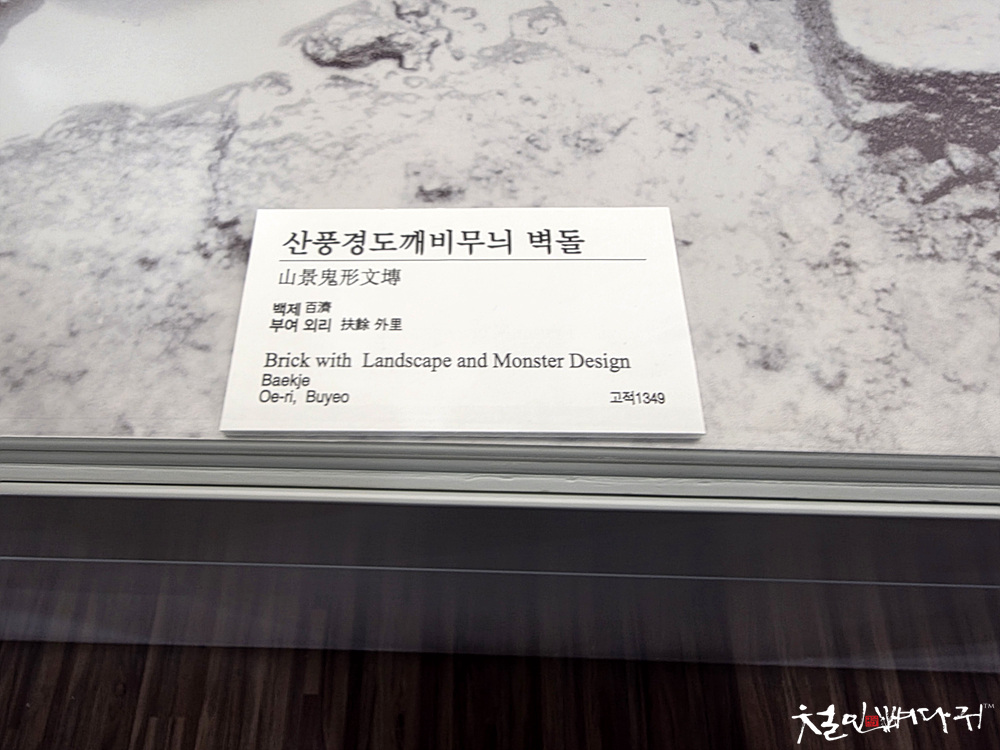 산풍경도깨비무늬 벽돌
山景鬼形文塼
백제 百濟
부여 외리 扶餘 外里
Brick with Landscape and Monster Design
Baekje
Oe-ri, Buyeo
고적1349